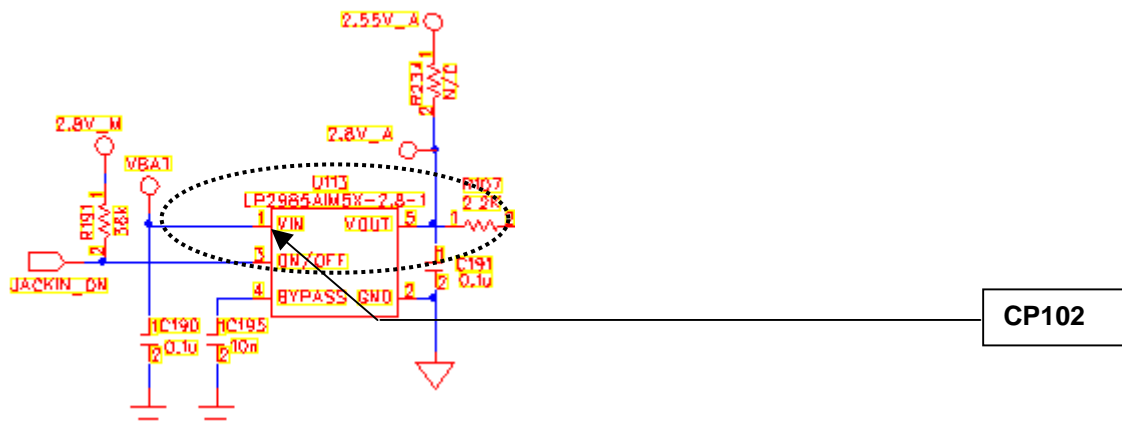 2.55V_A
1
R234
N/C
2
2.8V_M
2.8V_A
VBAT
1
R191
36k
2
U113
LP2985AIM5X-2.8-1
R107
2.2K
1 VIN
VOUT 5
1
2
3 ON/OFF
JACKIN_ON
1
C191
2 0.1u
4 BYPASS
GND 2
CP102
1 C190
2 0.1u
1 C195
2 10n